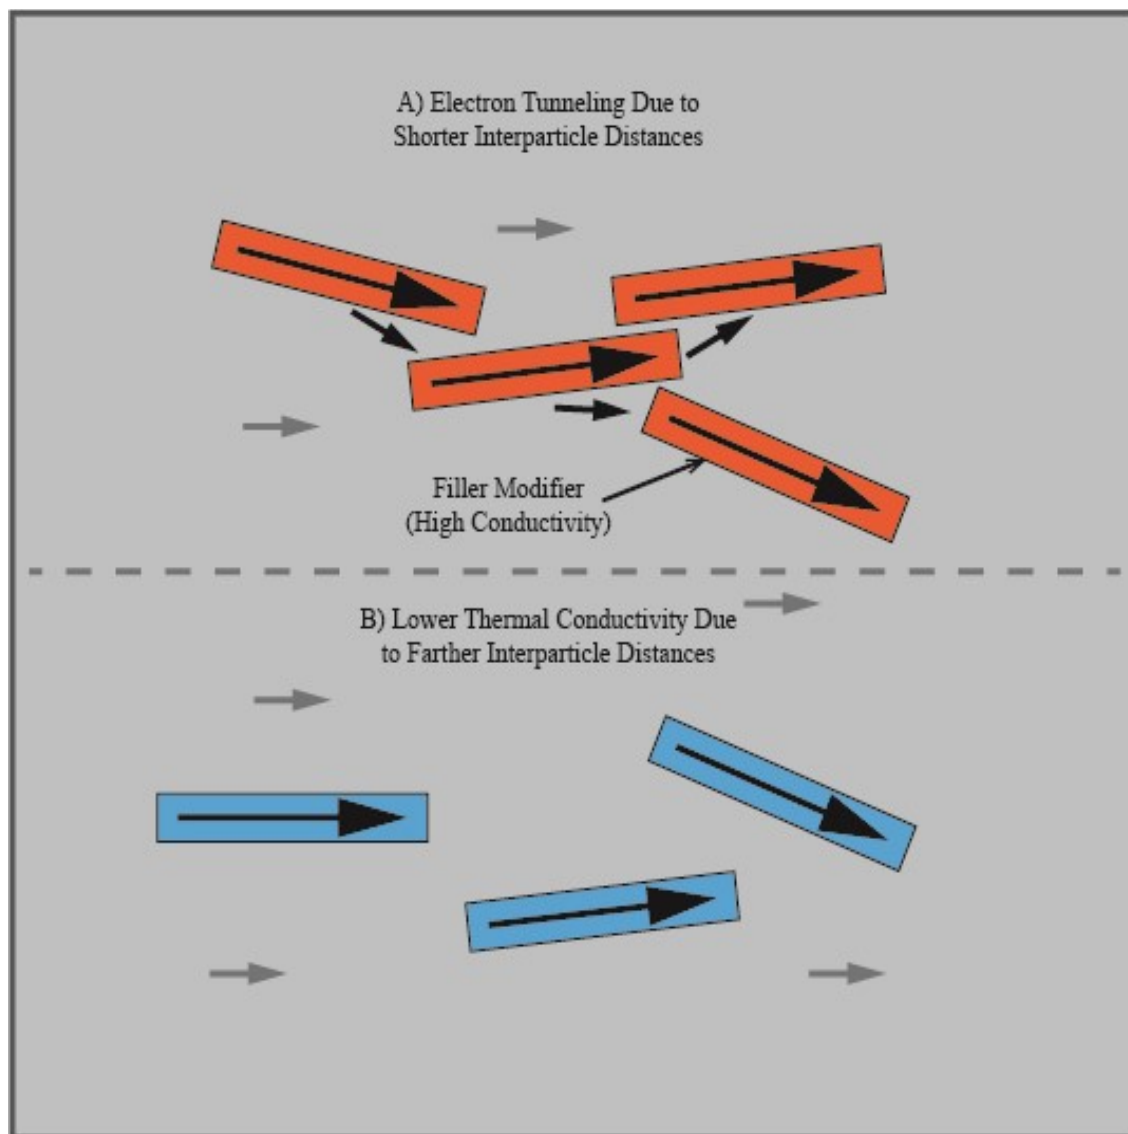 A) Electron Tunneling Due to
Shorter Interparticle Distances
Filler Modifier
(High Conductivity)
B) Lower Thermal Conductivity Due
to Farther Interparticle Distances